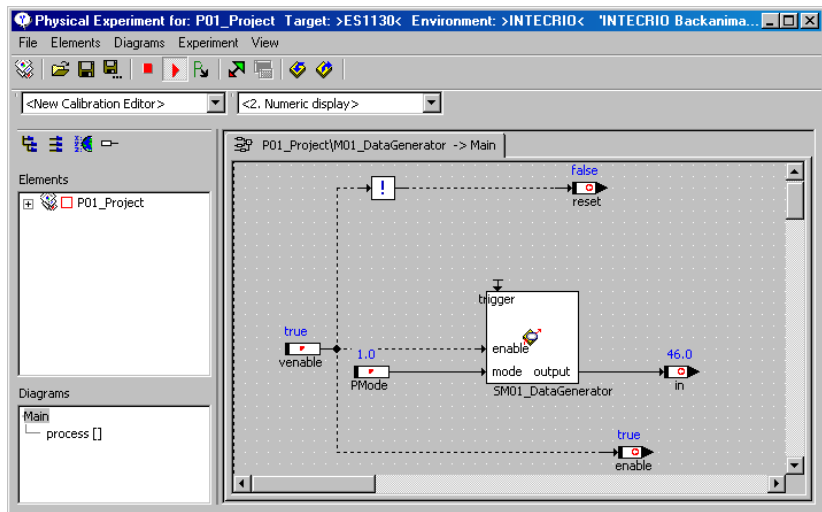 Physical Experiment for: P01_Project Target: >ES1130< Environment: >INTECRIO< 'INTECRIO Backanima...
File Elements Diagrams Experiment View
<New Calibration Editor> <2. Numeric display>
P01_Project\M01_DataGenerator -> Main
Elements
P01_Project
false
!
reset
trigger
true
venable
1.0
PMode
enable
mode output
SM01_DataGenerator
46.0
in
Diagrams
Main
process []
true
enable